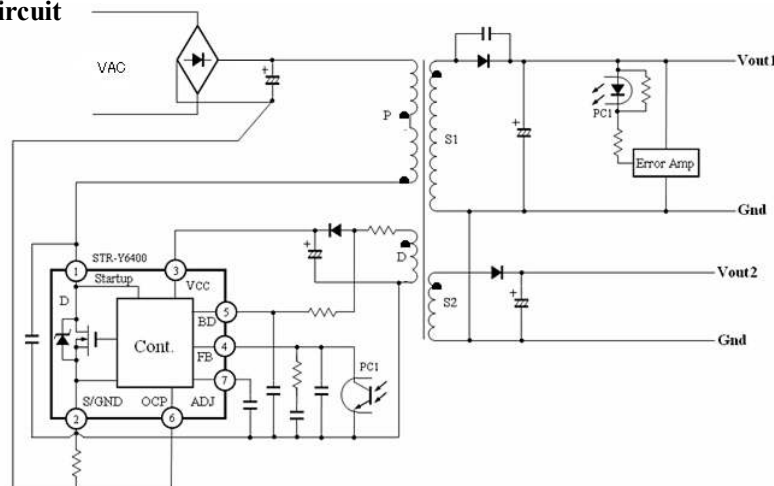 ircuit
VAC
P
S1
PC1
Error Amp
Vout1
Gnd
STR-Y6400
1
Startup
3
VCC
D
D
5
BD
Cont.
4
FB
7
PC1
S/GND
OCP
ADJ
2
6
S2
Vout2
Gnd
+
+
+
+